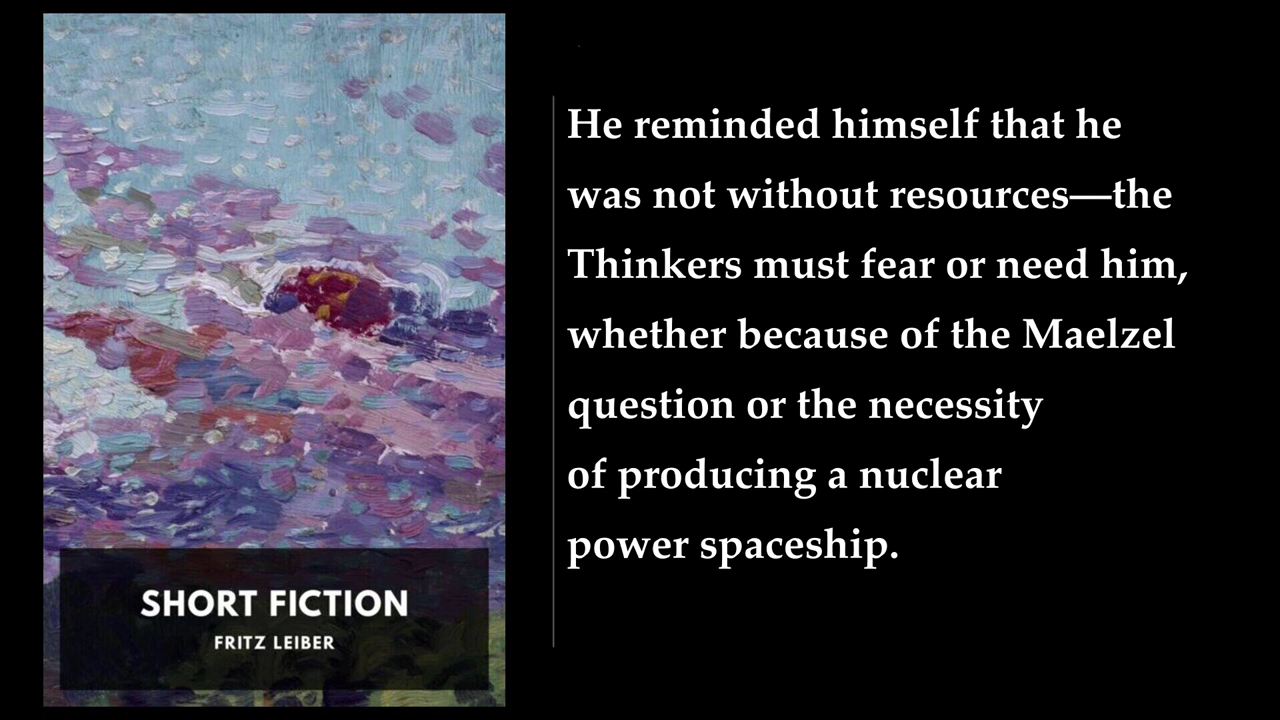 SHORT FICTION
FRITZ LEIBER
He reminded himself that he
was not without resources—the
Thinkers must fear or need him,
whether because of the Maelzel
question or the necessity
of producing a nuclear
power spaceship.